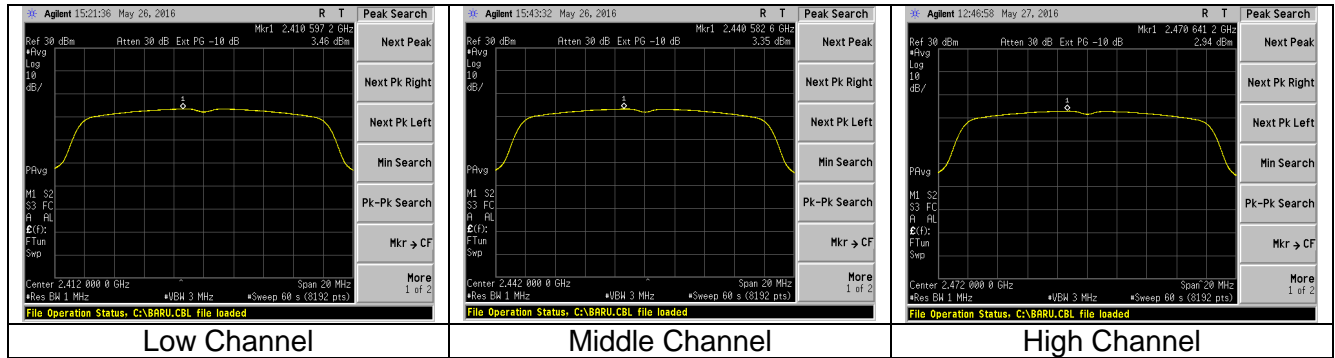 Agilent 15:21:36 May 26, 2016 R T Peak Search
Mkr1 2.410 597 2 GHz
Ref 30 dBm Atten 30 dB Ext PG -10 dB 3.46 dBm
#Avg
Log
10
dB/
1
PAvg
M1 S2
S3 FC
A AL
£(f):
FTun
Swp
Center 2.412 000 0 GHz Span 20 MHz
#Res BW 1 MHz #VBW 3 MHz #Sweep 60 s (8192 pts)
File Operation Status, C:\BARU.CBL file loaded
Next Peak
Next Pk Right
Next Pk Left
Min Search
Pk-Pk Search
Mkr → CF
More
1 of 2
Low Channel
Agilent 15:43:32 May 26, 2016 R T Peak Search
Mkr1 2.440 582 6 GHz
Ref 30 dBm Atten 30 dB Ext PG -10 dB 3.35 dBm
#Avg
Log
10
dB/
1
PAvg
M1 S2
S3 FC
A AL
£(f):
FTun
Swp
Center 2.442 000 0 GHz Span 20 MHz
#Res BW 1 MHz #VBW 3 MHz #Sweep 60 s (8192 pts)
File Operation Status, C:\BARU.CBL file loaded
Next Peak
Next Pk Right
Next Pk Left
Min Search
Pk-Pk Search
Mkr → CF
More
1 of 2
Middle Channel
Agilent 12:46:58 May 27, 2016 R T Peak Search
Mkr1 2.470 641 2 GHz
Ref 30 dBm Atten 30 dB Ext PG -10 dB 2.94 dBm
#Avg
Log
10
dB/
1
PAvg
M1 S2
S3 FC
A AL
£(f):
FTun
Swp
Center 2.472 000 0 GHz Span 20 MHz
#Res BW 1 MHz #VBW 3 MHz #Sweep 60 s (8192 pts)
File Operation Status, C:\BARU.CBL file loaded
Next Peak
Next Pk Right
Next Pk Left
Min Search
Pk-Pk Search
Mkr → CF
More
1 of 2
High Channel